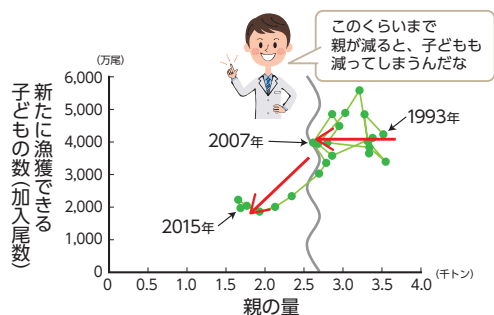 このくらいまで
親が減ると、子どもも
減ってしまうんだな
(万尾)
新たに漁獲できる
子どもの数(加入尾数)
6,000
5,000
4,000
3,000
2,000
1,000
0
1993年
2007年
2015年
0.0 1.0 1.5 2.0 2.5 3.0 3.5 4.0 (千トン)
親の量